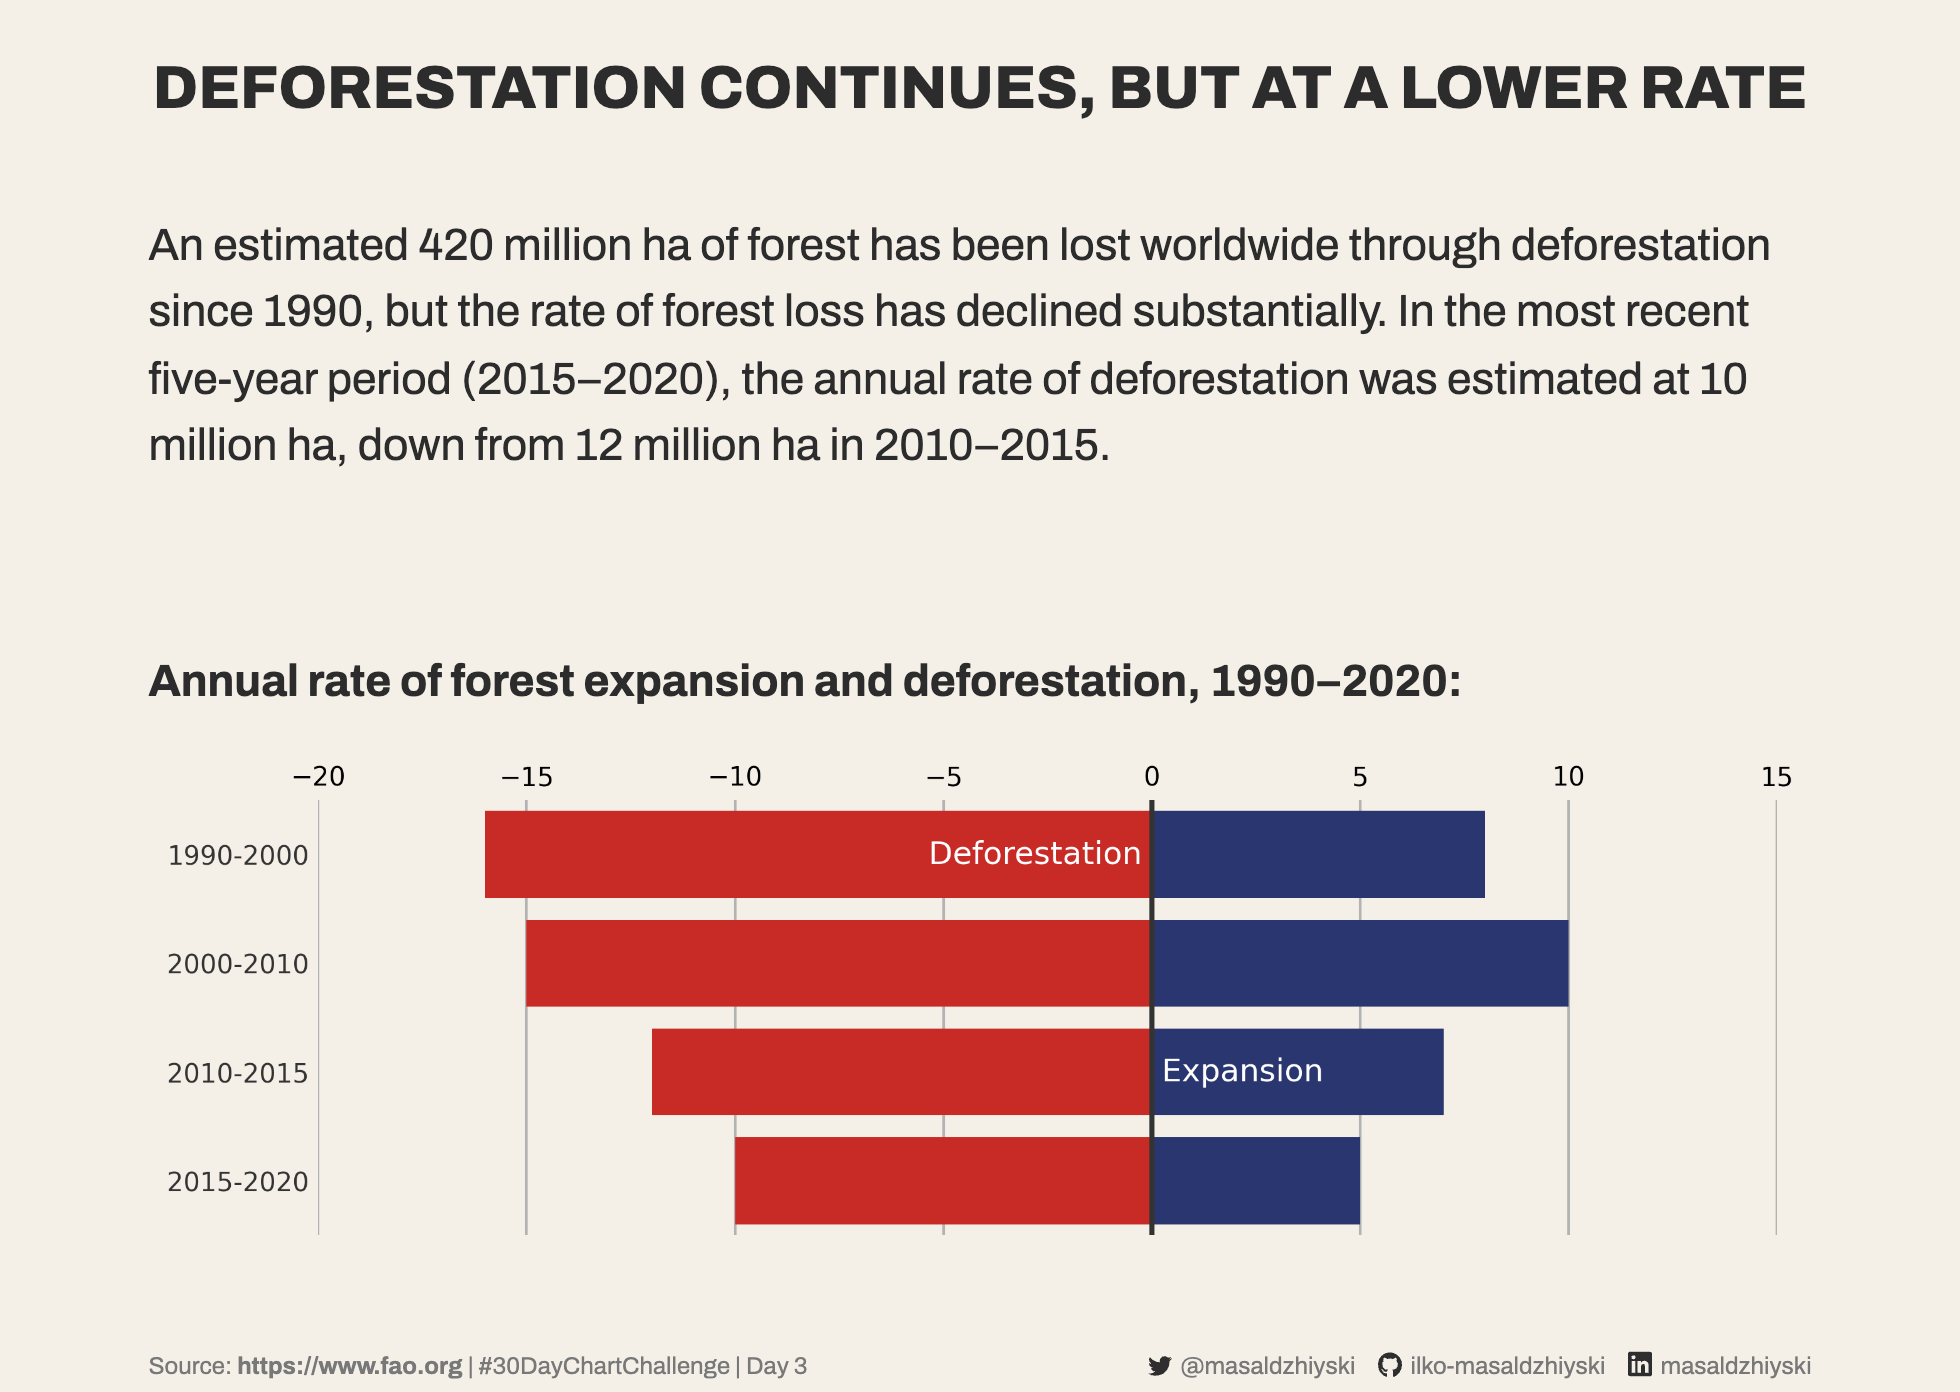 DEFORESTATION CONTINUES, BUT AT A LOWER RATE
An estimated 420 million ha of forest has been lost worldwide through deforestation
since 1990, but the rate of forest loss has declined substantially. In the most recent
five-year period (2015–2020), the annual rate of deforestation was estimated at 10
million ha, down from 12 million ha in 2010–2015.
Annual rate of forest expansion and deforestation, 1990–2020:
−20 −15 −10 −5 0 5 10 15
1990-2000 Deforestation
2000-2010
2010-2015 Expansion
2015-2020
Source: https://www.fao.org | #30DayChartChallenge | Day 3 @masaldzhiyski ilko-masaldzhiyski masaldzhiyski